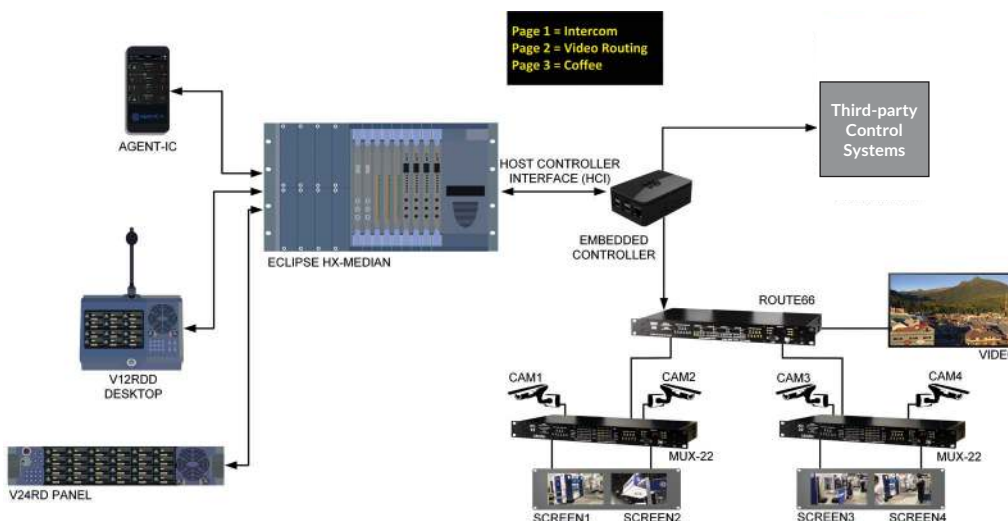 Page 1 = Intercom
Page 2 = Video Routing
Page 3 = Coffee
Third-party
Control
Systems
AGENT-IC
HOST CONTROLLER
INTERFACE (HCI)
ECLIPSE HX-MEDIAN
EMBEDDED
CONTROLLER
ROUTE66
VIDEO
V12RDD
DESKTOP
CAM1
CAM2
CAM3
CAM4
MUX-22
MUX-22
V24RD PANEL
SCREEN1
SCREEN2
SCREEN3
SCREEN4